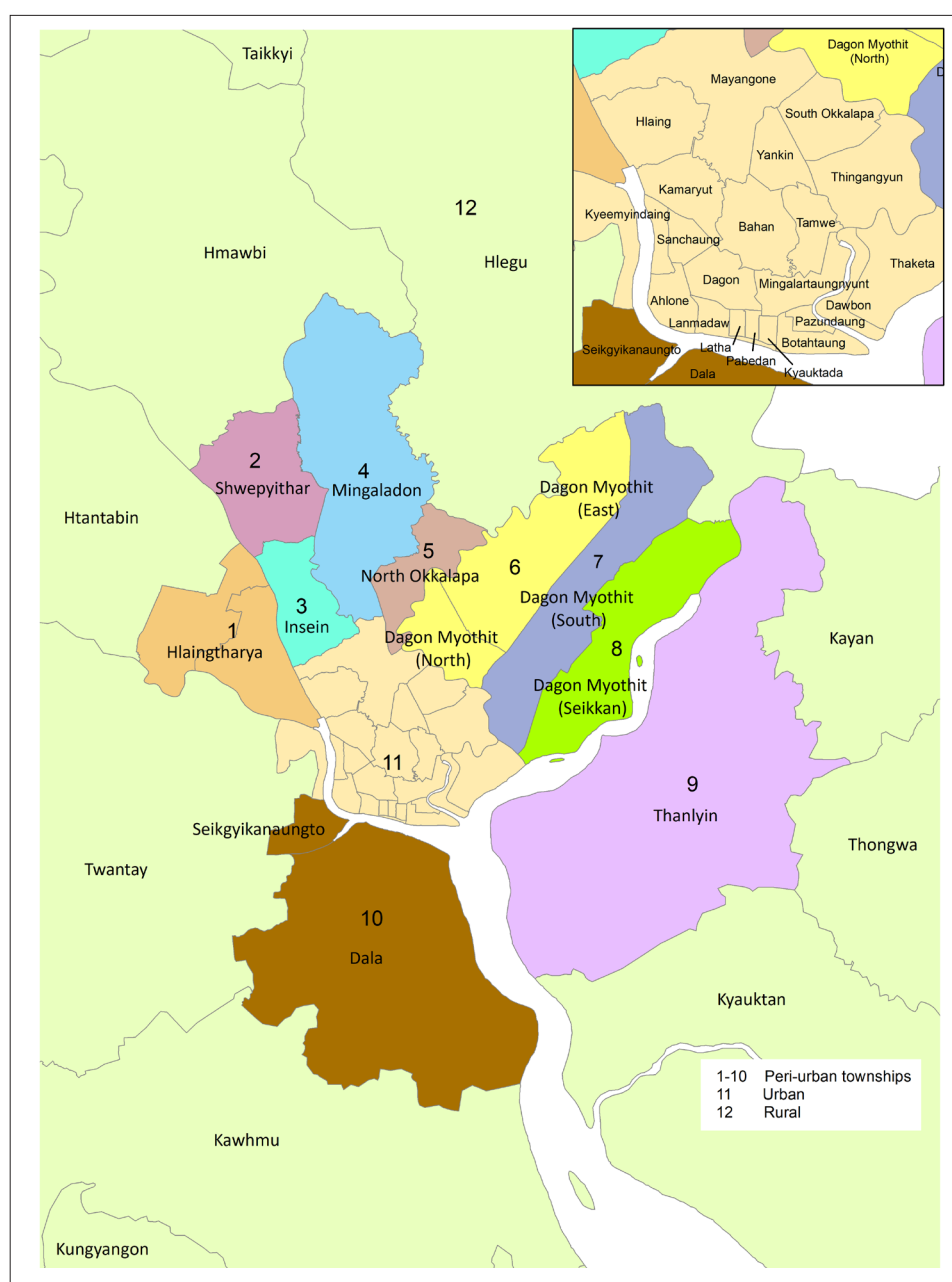 Taikkyi
12
Hmawbi
Hlegu
2
Shwepyithar
4
Mingaladon
Htantabin
Dagon Myothit
(East)
5
North Okkalapa
6
7
3
Insein
Dagon Myothit
(South)
1
Hlaingtharya
Dagon Myothit
(North)
8
Kayan
Dagon Myothit
(Seikkan)
11
9
Thanlyin
Seikgyikanaungto
Thongwa
Twantay
10
Dala
Kyauktan
Kawhmu
Kungyangon
Dagon Myothit
(North)
D
Mayangone
Hlaing
South Okkalapa
Yankin
Thingangyun
Kamaryut
Kyeemyindaing
Bahan
Tamwe
Sanchaung
Thaketa
Dagon
Mingalartaungnyunt
Ahlone
Dawbon
Lanmadaw
Pazundaung
Latha
Botahtaung
Seikgyikanaungto
Pabedan
Kyauktada
Dala
1-10 Peri-urban townships
11 Urban
12 Rural